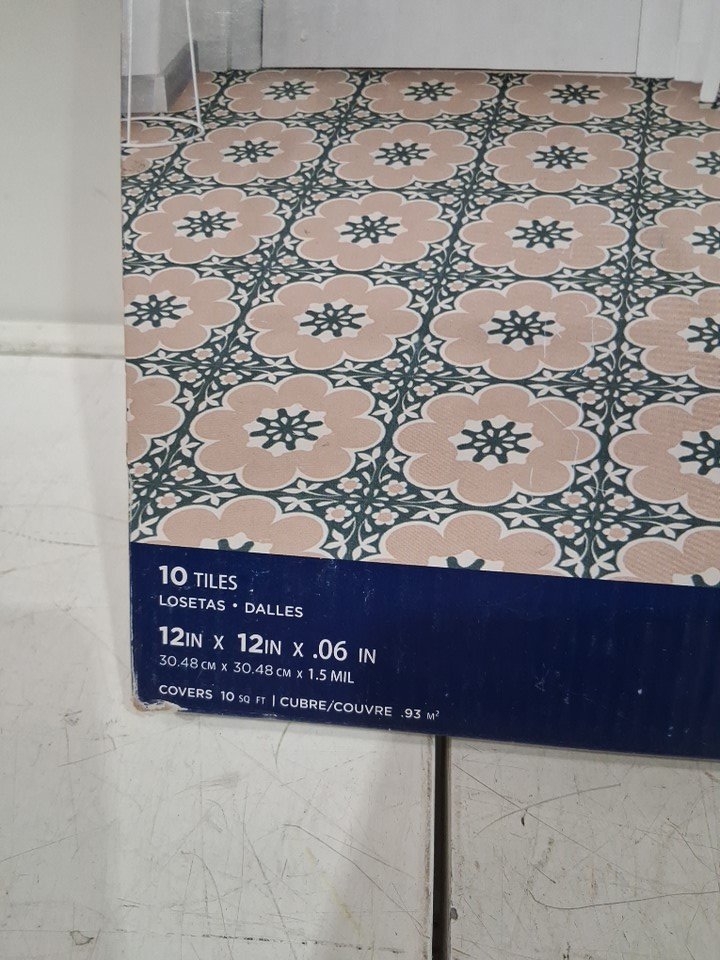 10 TILES
LOSETAS • DALLES
12IN X 12IN X .06 IN
30.48 CM X 30.48 CM X 1.5 MIL
COVERS 10 SQ FT | CUBRE/COUVRE .93 M²